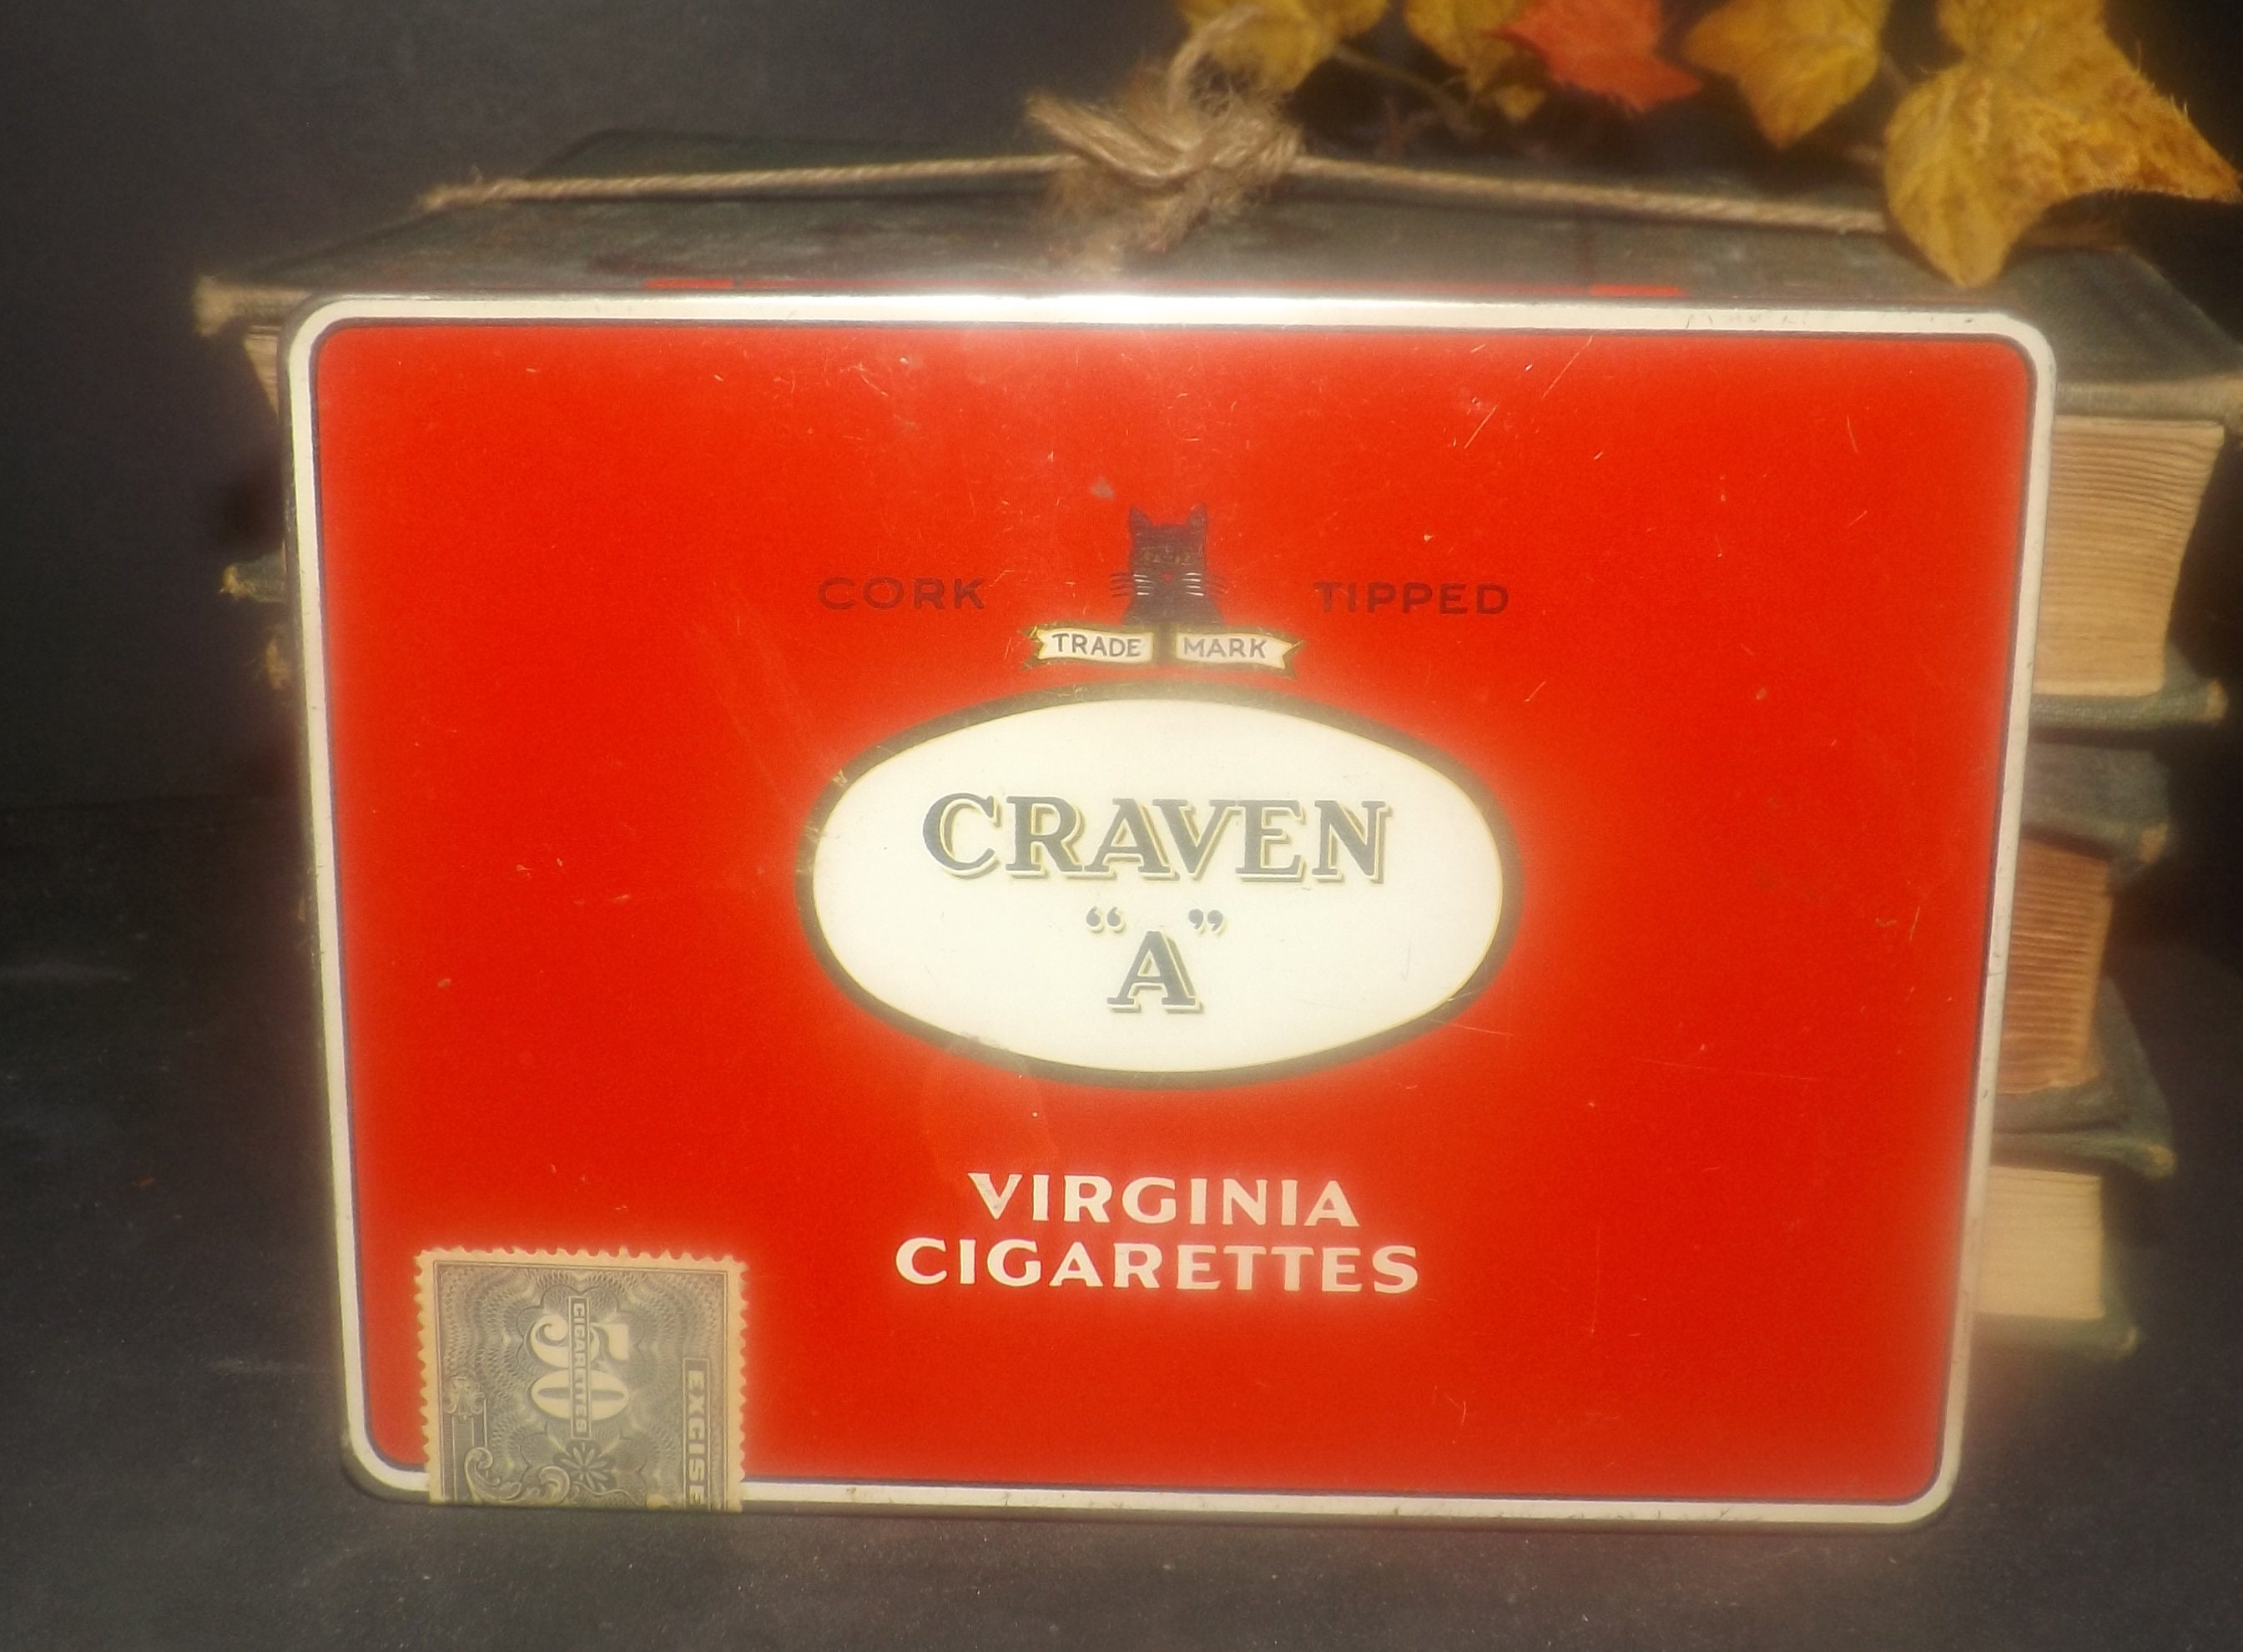 CORK TIPPED
TRADE MARK
CRAVEN
“A”
VIRGINIA
CIGARETTES
50
CIGARETTES
EXCISE